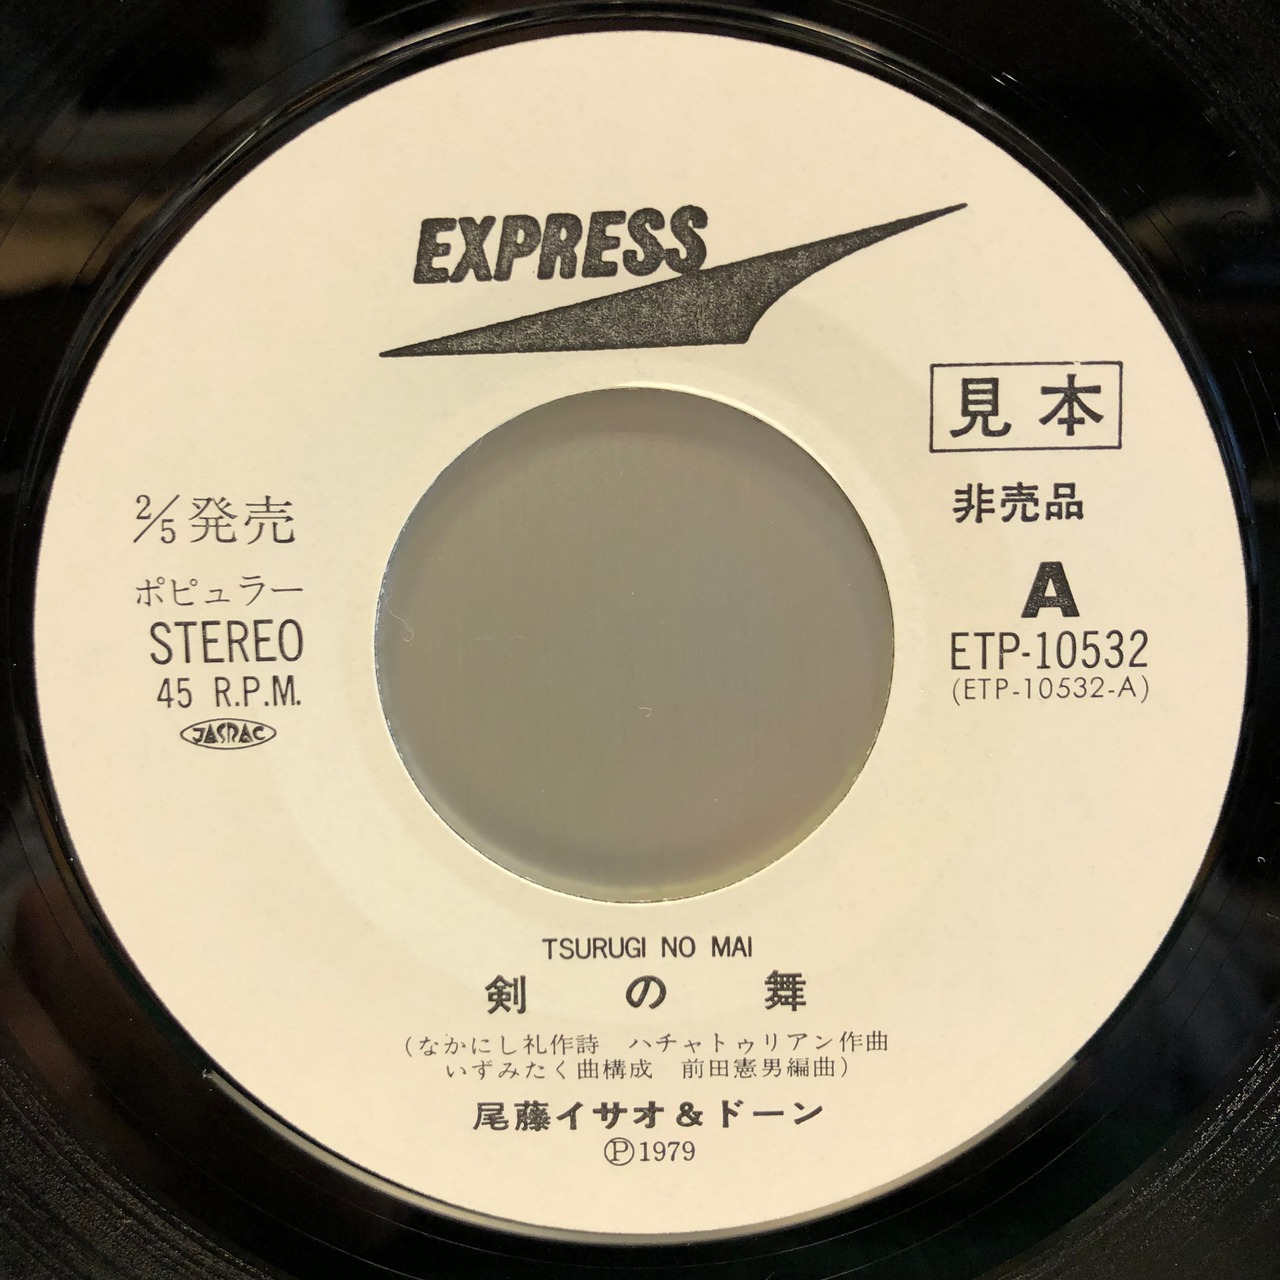 EXPRESS
見本
非売品
2/5発売
ポピュラー
STEREO
45 R.P.M.
JASRAC
A
ETP-10532
(ETP-10532-A)
TSURUGI NO MAI
剣の舞
(なかにし礼作詩 ハチャトゥリアン作曲
いずみたく曲構成 前田憲男編曲)
尾藤イサオ&ドーン
Ⓟ1979